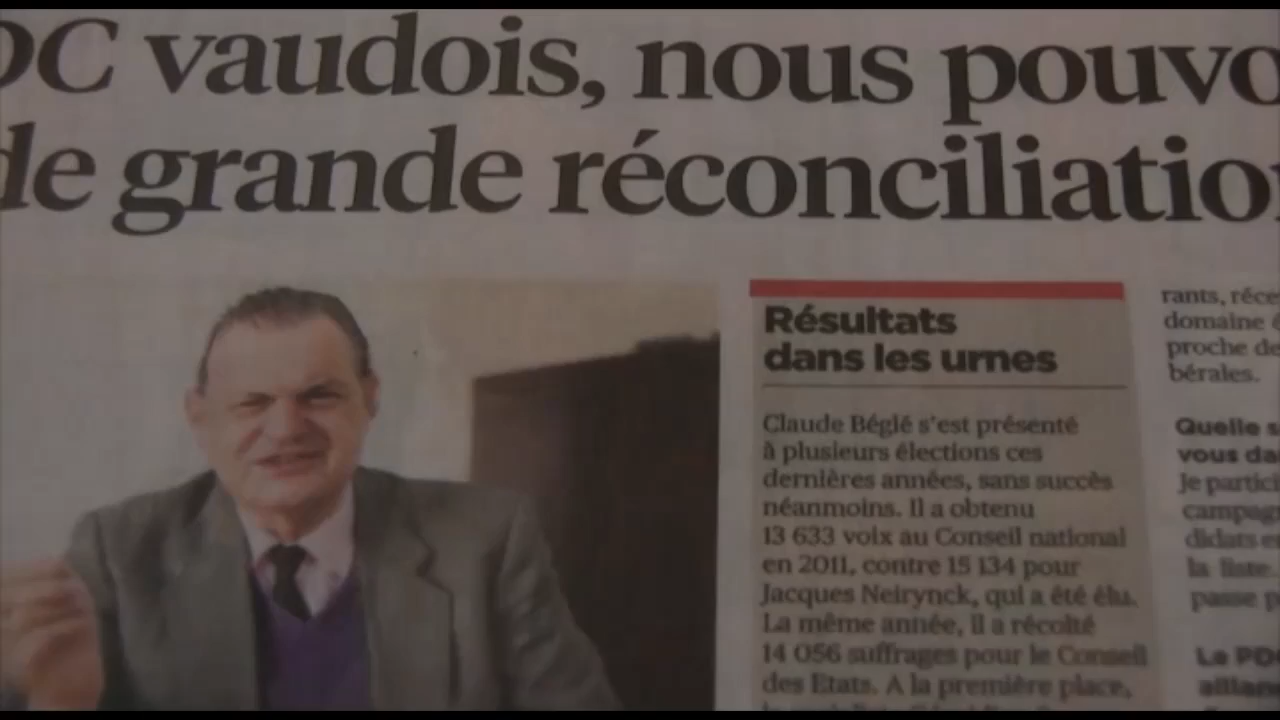 DC vaudois, nous pouvo
de grande réconciliation
Résultats
dans les urnes
Claude Béglé s'est présenté
à plusieurs élections ces
dernières années, sans succès
néanmoins. Il a obtenu
13 633 voix au Conseil national
en 2011, contre 15 134 pour
Jacques Neirynck, qui a été élu.
La même année, il a récolté
14 056 suffrages pour le Conseil
des Etats. A la première place,
rants, réce
domaine
proche de
bérales.
Quelle s
vous da
Je partici
campag
didats e
la liste.
passe p
Le PD
allian